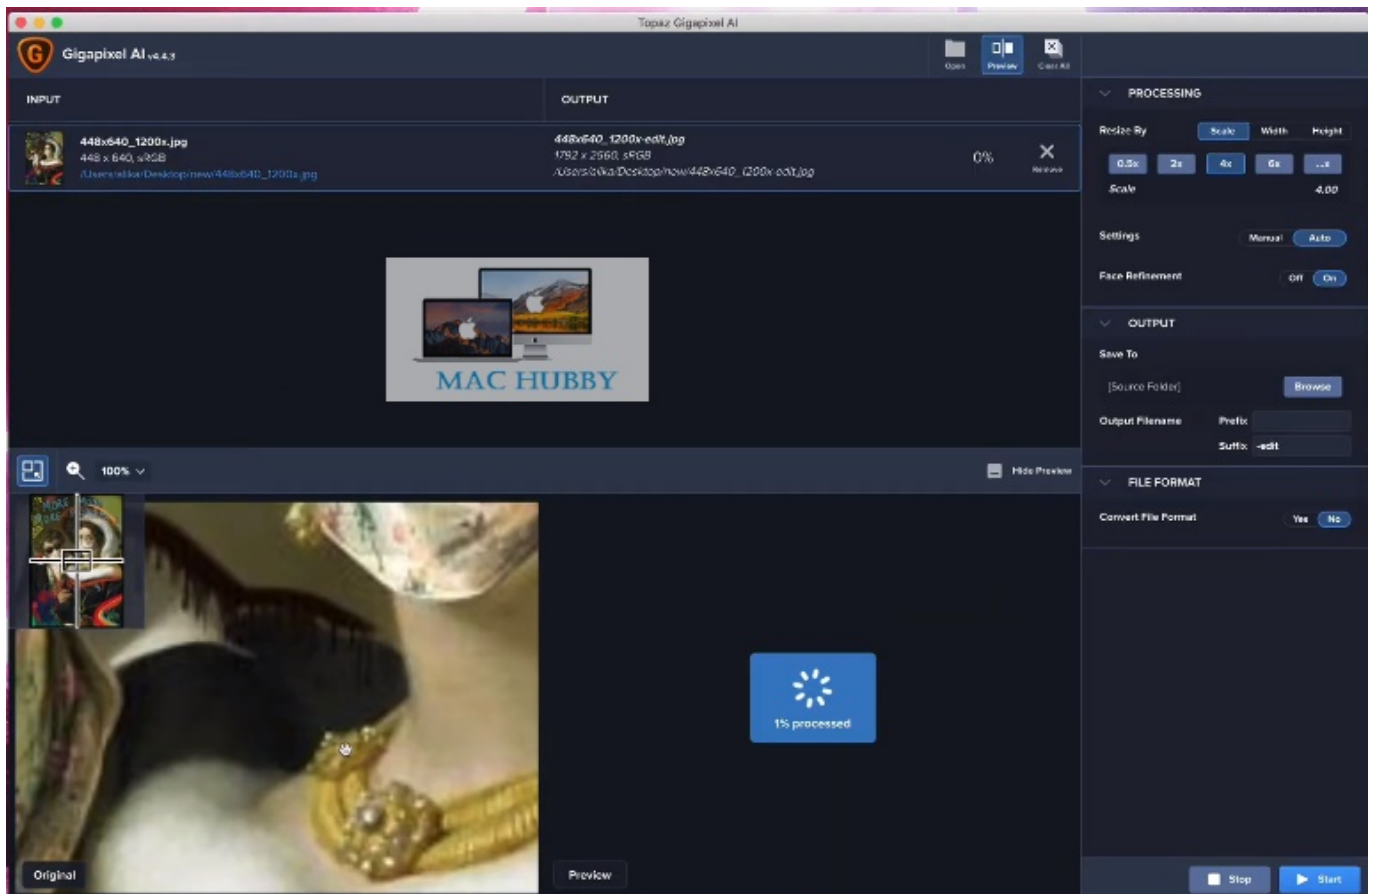 Topaz Gigapixel AI
Gigapixel AI v4.4.3
Open
Preview
Clear All
INPUT
OUTPUT
448x640_1200x.jpg
448 x 640, sRGB
/Users/alika/Desktop/new/448x640_1200x.jpg
448x640_1200x-edit.jpg
1792 x 2560, sRGB
/Users/alika/Desktop/new/448x640_1200x-edit.jpg
0%
Remove
MAC HUBBY
100%
Hide Preview
MORE
MORE
1% processed
Original
Preview
PROCESSING
Resize By Scale Width Height
0.5x 2x 4x 6x ...x
Scale 4.00
Settings Manual Auto
Face Refinement Off On
OUTPUT
Save To
[Source Folder] Browse
Output Filename Prefix
Suffix -edit
FILE FORMAT
Convert File Format Yes No
Stop Start